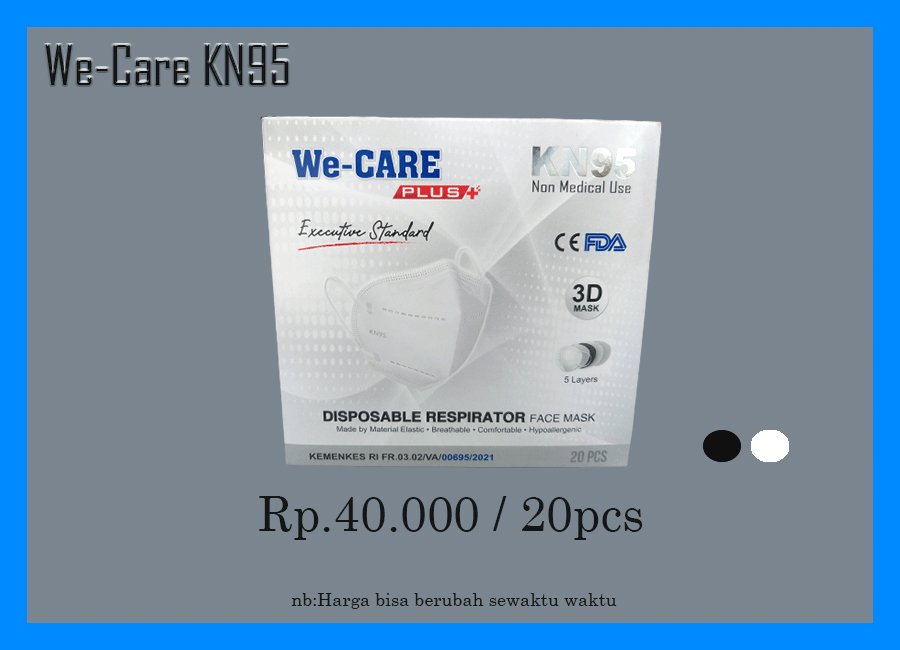 We-Care KN95
We-CARE
PLUS+
KN95
Non Medical Use
Executive Standard
CE FDA
3D
MASK
KN95
5 Layers
DISPOSABLE RESPIRATOR FACE MASK
Made by Material Elastic • Breathable • Comfortable • Hypoallergenic
KEMENKES RI FR.03.02/VA/00695/2021
20 PCS
Rp.40.000 / 20pcs
nb:Harga bisa berubah sewaktu waktu